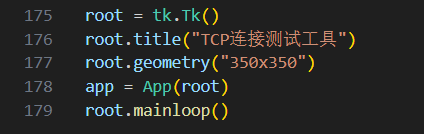 175 root = tk.Tk()
176 root.title("TCP连接测试工具")
177 root.geometry("350x350")
178 app = App(root)
179 root.mainloop()